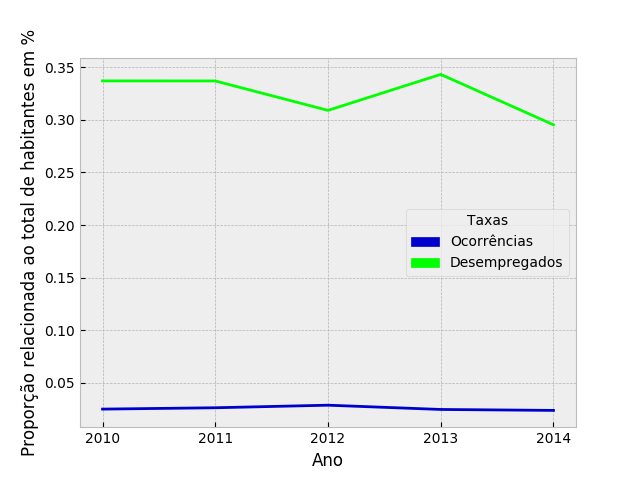 Proporção relacionada ao total de habitantes em %
0.35
0.30
0.25
0.20
0.15
0.10
0.05
Taxas
Ocorrências
Desempregados
2010 2011 2012 2013 2014
Ano